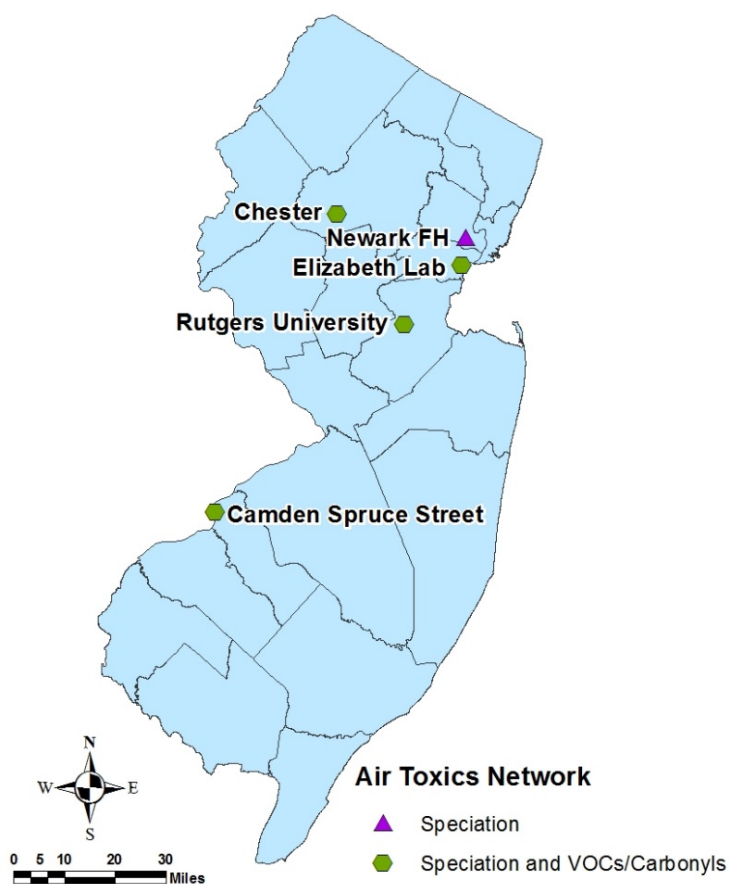 Chester
Newark FH
Elizabeth Lab
Rutgers University
Camden Spruce Street
N
W E
S
0 5 10 20 30
Miles
Air Toxics Network
Speciation
Speciation and VOCs/Carbonyls